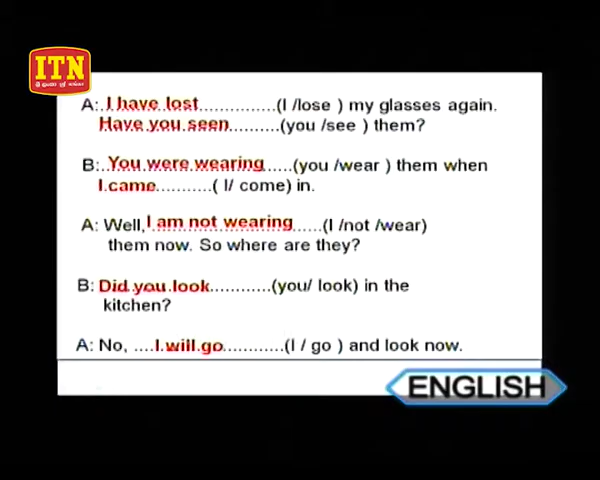 ITN
A:..I have lost..............(I /lose ) my glasses again.
Have you seen.........(you /see ) them?
B:..You were wearing.....(you /wear ) them when
I came...........( I/ come) in.
A: Well,I am not wearing......(I /not /wear)
them now. So where are they?
B: Did you look............(you/ look) in the
kitchen?
A: No, ....I will go............(I / go ) and look now.
ENGLISH